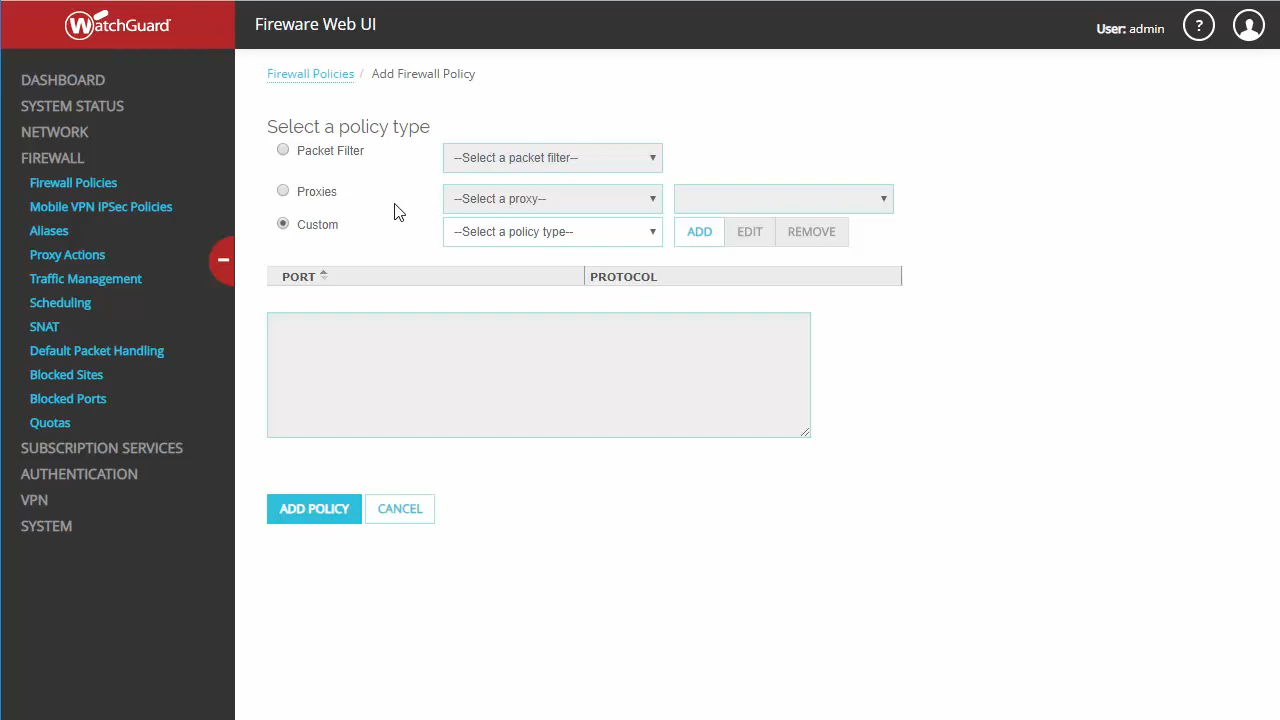 WatchGuard
Fireware Web UI
User: admin
?
DASHBOARD
SYSTEM STATUS
NETWORK
FIREWALL
Firewall Policies
Mobile VPN IPSec Policies
Aliases
Proxy Actions
Traffic Management
Scheduling
SNAT
Default Packet Handling
Blocked Sites
Blocked Ports
Quotas
SUBSCRIPTION SERVICES
AUTHENTICATION
VPN
SYSTEM
Firewall Policies / Add Firewall Policy
Select a policy type
Packet Filter --Select a packet filter--
Proxies --Select a proxy--
Custom --Select a policy type-- ADD EDIT REMOVE
PORT PROTOCOL
ADD POLICY CANCEL